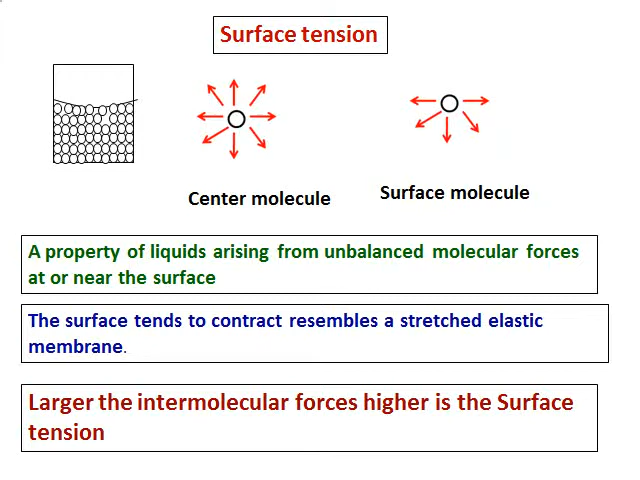 Surface tension
Center molecule
Surface molecule
A property of liquids arising from unbalanced molecular forces
at or near the surface
The surface tends to contract resembles a stretched elastic
membrane.
Larger the intermolecular forces higher is the Surface
tension